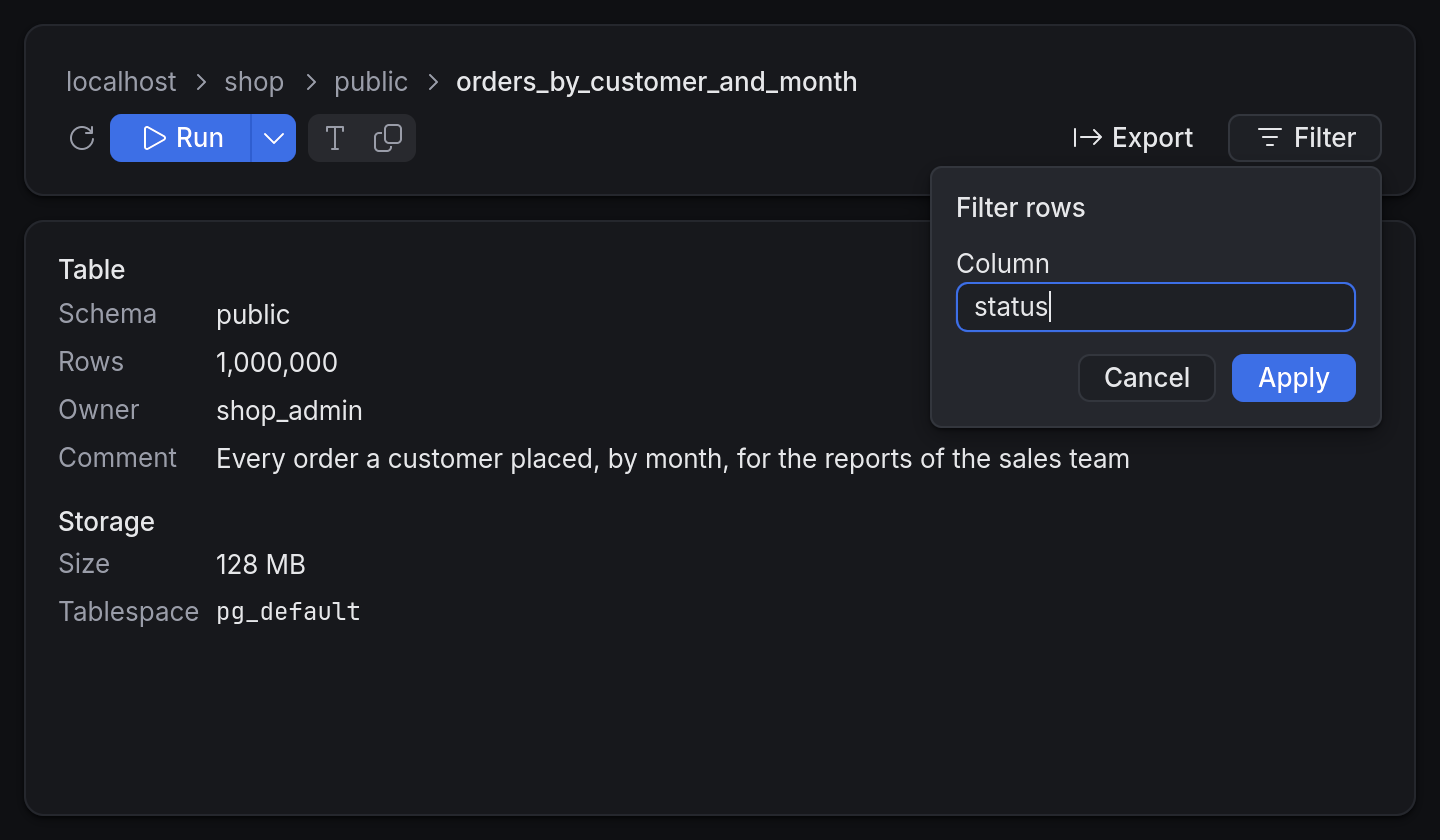 localhost shop public orders_by_customer_and_month
Run Export Filter
Filter rows
Column
status
Cancel Apply
Table
Schema public
Rows 1,000,000
Owner shop_admin
Comment Every order a customer placed, by month, for the reports of the sales team
Storage
Size 128 MB
Tablespace pg_default